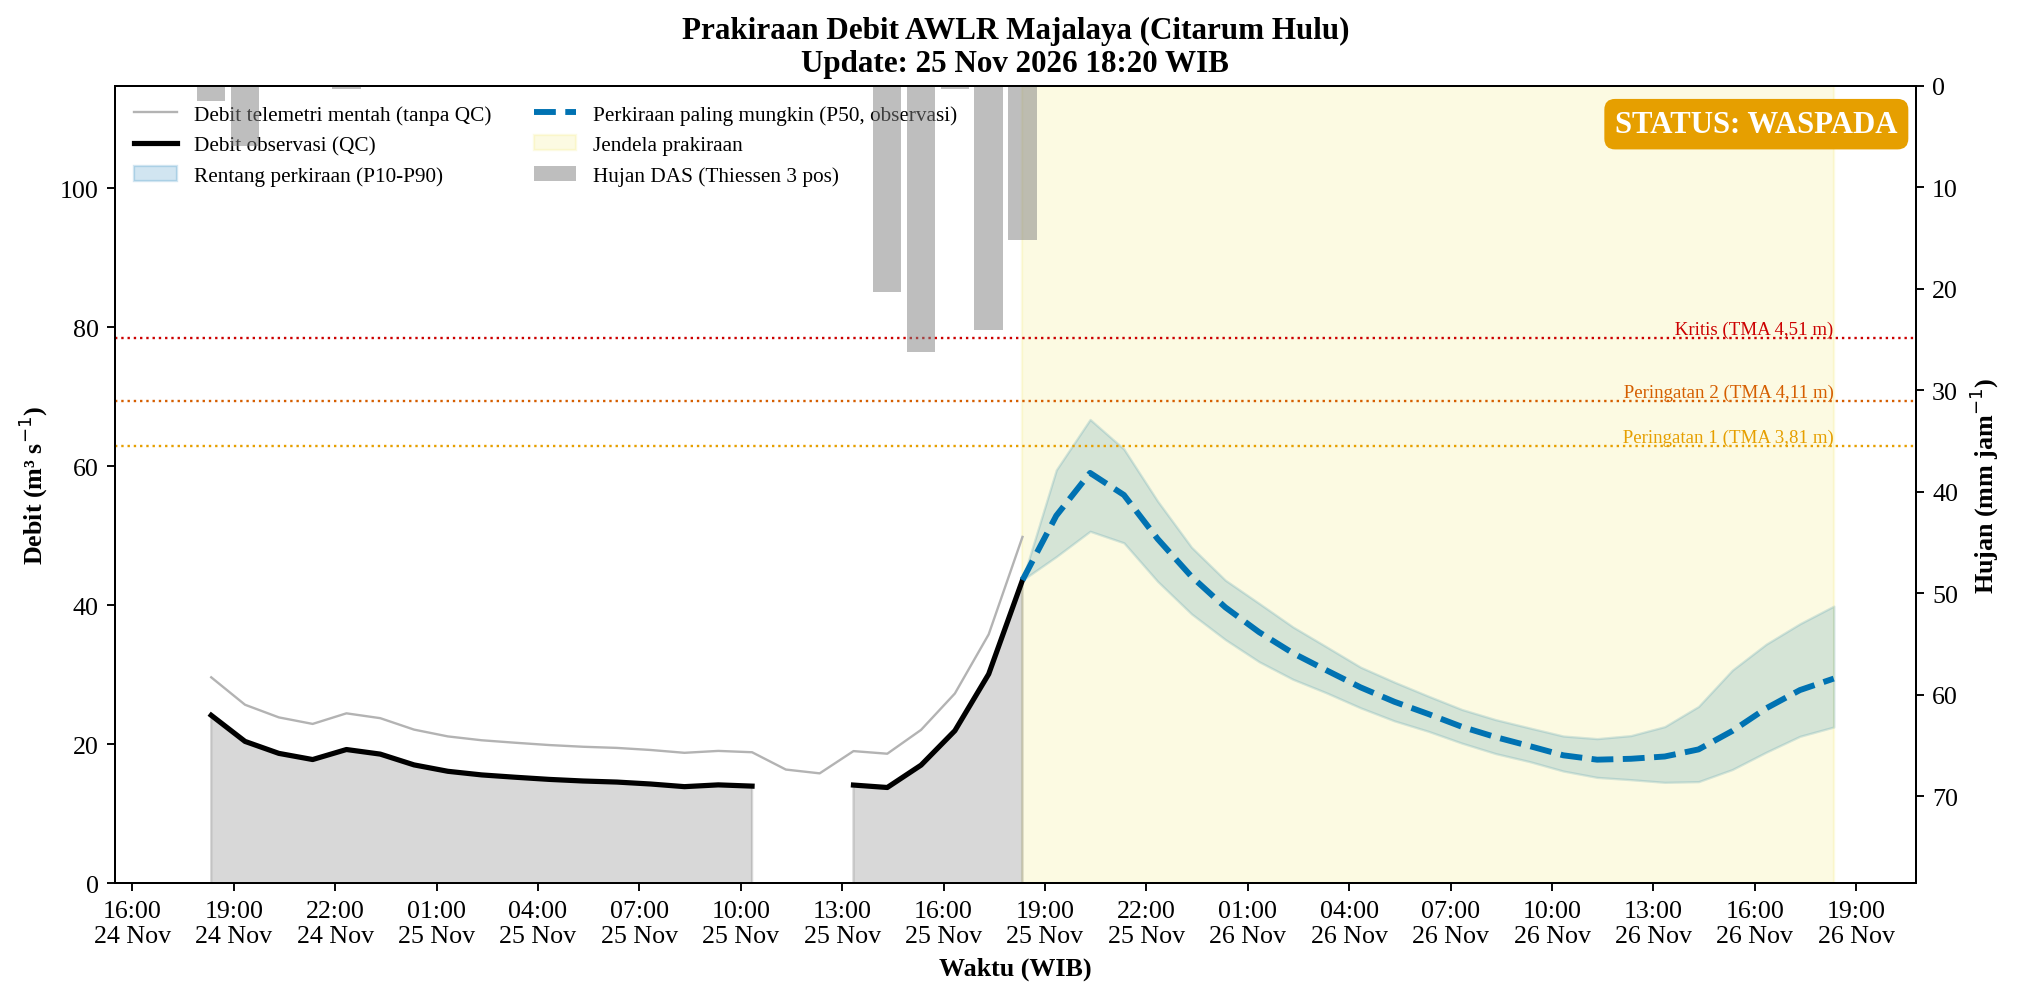 Prakiraan Debit AWLR Majalaya (Citarum Hulu)
Update: 25 Nov 2026 18:20 WIB
Debit telemetri mentah (tanpa QC)
Debit observasi (QC)
Rentang perkiraan (P10-P90)
Perkiraan paling mungkin (P50, observasi)
Jendela prakiraan
Hujan DAS (Thiessen 3 pos)
STATUS: WASPADA
Kritis (TMA 4,51 m)
Peringatan 2 (TMA 4,11 m)
Peringatan 1 (TMA 3,81 m)
Debit (m³ s⁻¹)
100
80
60
40
20
0
Hujan (mm jam⁻¹)
0
10
20
30
40
50
60
70
16:00 19:00 22:00 01:00 04:00 07:00 10:00 13:00 16:00 19:00 22:00 01:00 04:00 07:00 10:00 13:00 16:00 19:00
24 Nov 24 Nov 24 Nov 25 Nov 25 Nov 25 Nov 25 Nov 25 Nov 25 Nov 25 Nov 25 Nov 26 Nov 26 Nov 26 Nov 26 Nov 26 Nov 26 Nov 26 Nov
Waktu (WIB)